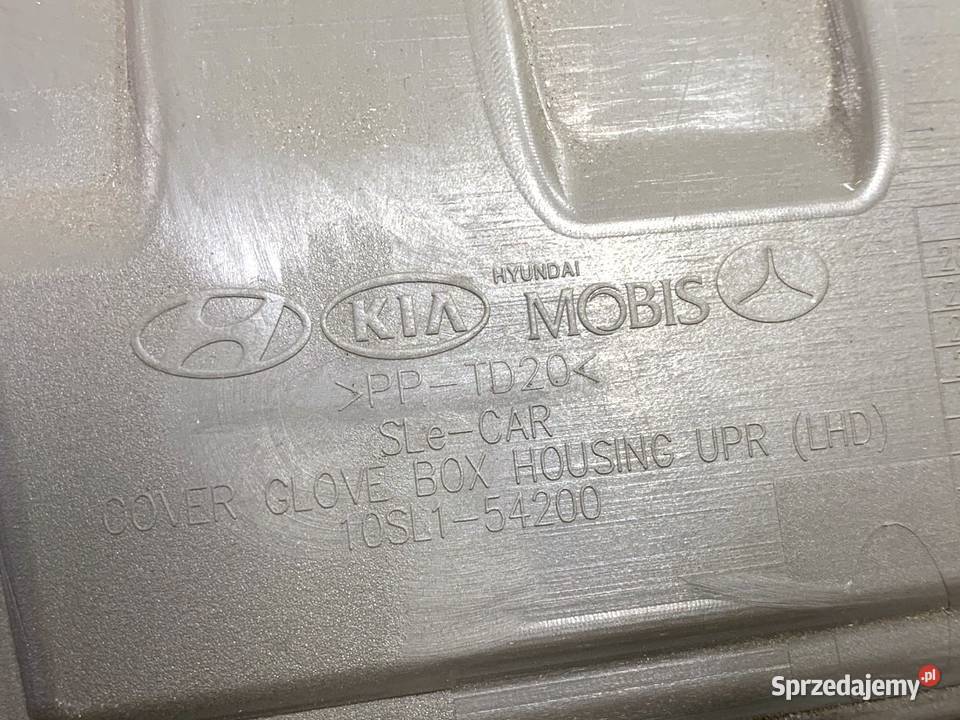 KIA HYUNDAI MOBIS
>PP-TD20<
SLe-CAR
COVER GLOVE BOX HOUSING UPR (LHD)
10SL1-54200
Sprzedajemy.pl